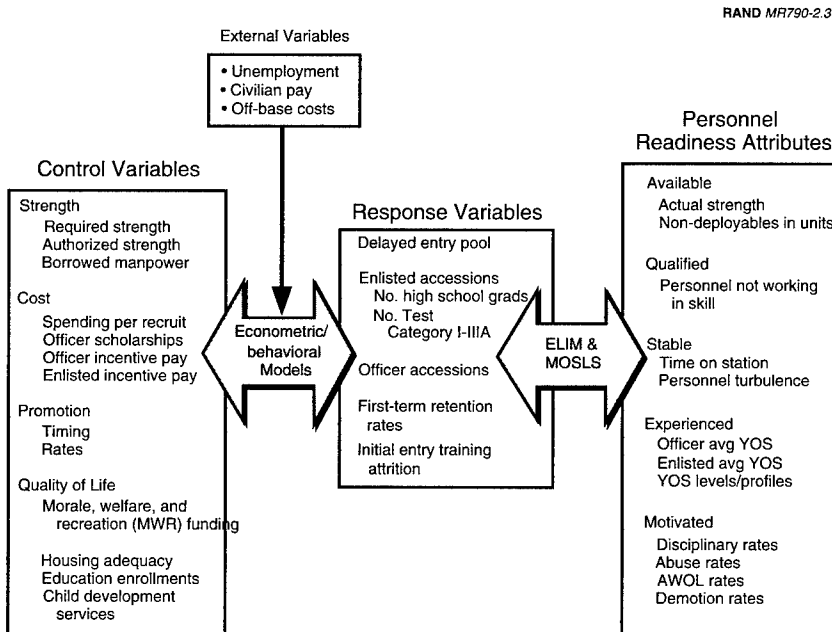 RAND MR790-2.3
External Variables
• Unemployment
• Civilian pay
• Off-base costs
Control Variables
Strength
Required strength
Authorized strength
Borrowed manpower
Cost
Spending per recruit
Officer scholarships
Officer incentive pay
Enlisted incentive pay
Promotion
Timing
Rates
Quality of Life
Morale, welfare, and
recreation (MWR) funding
Housing adequacy
Education enrollments
Child development
services
Econometric/
behavioral
Models
Response Variables
Delayed entry pool
Enlisted accessions
No. high school grads
No. Test
Category I-IIIA
Officer accessions
First-term retention
rates
Initial entry training
attrition
ELIM &
MOSLS
Personnel
Readiness Attributes
Available
Actual strength
Non-deployables in units
Qualified
Personnel not working
in skill
Stable
Time on station
Personnel turbulence
Experienced
Officer avg YOS
Enlisted avg YOS
YOS levels/profiles
Motivated
Disciplinary rates
Abuse rates
AWOL rates
Demotion rates